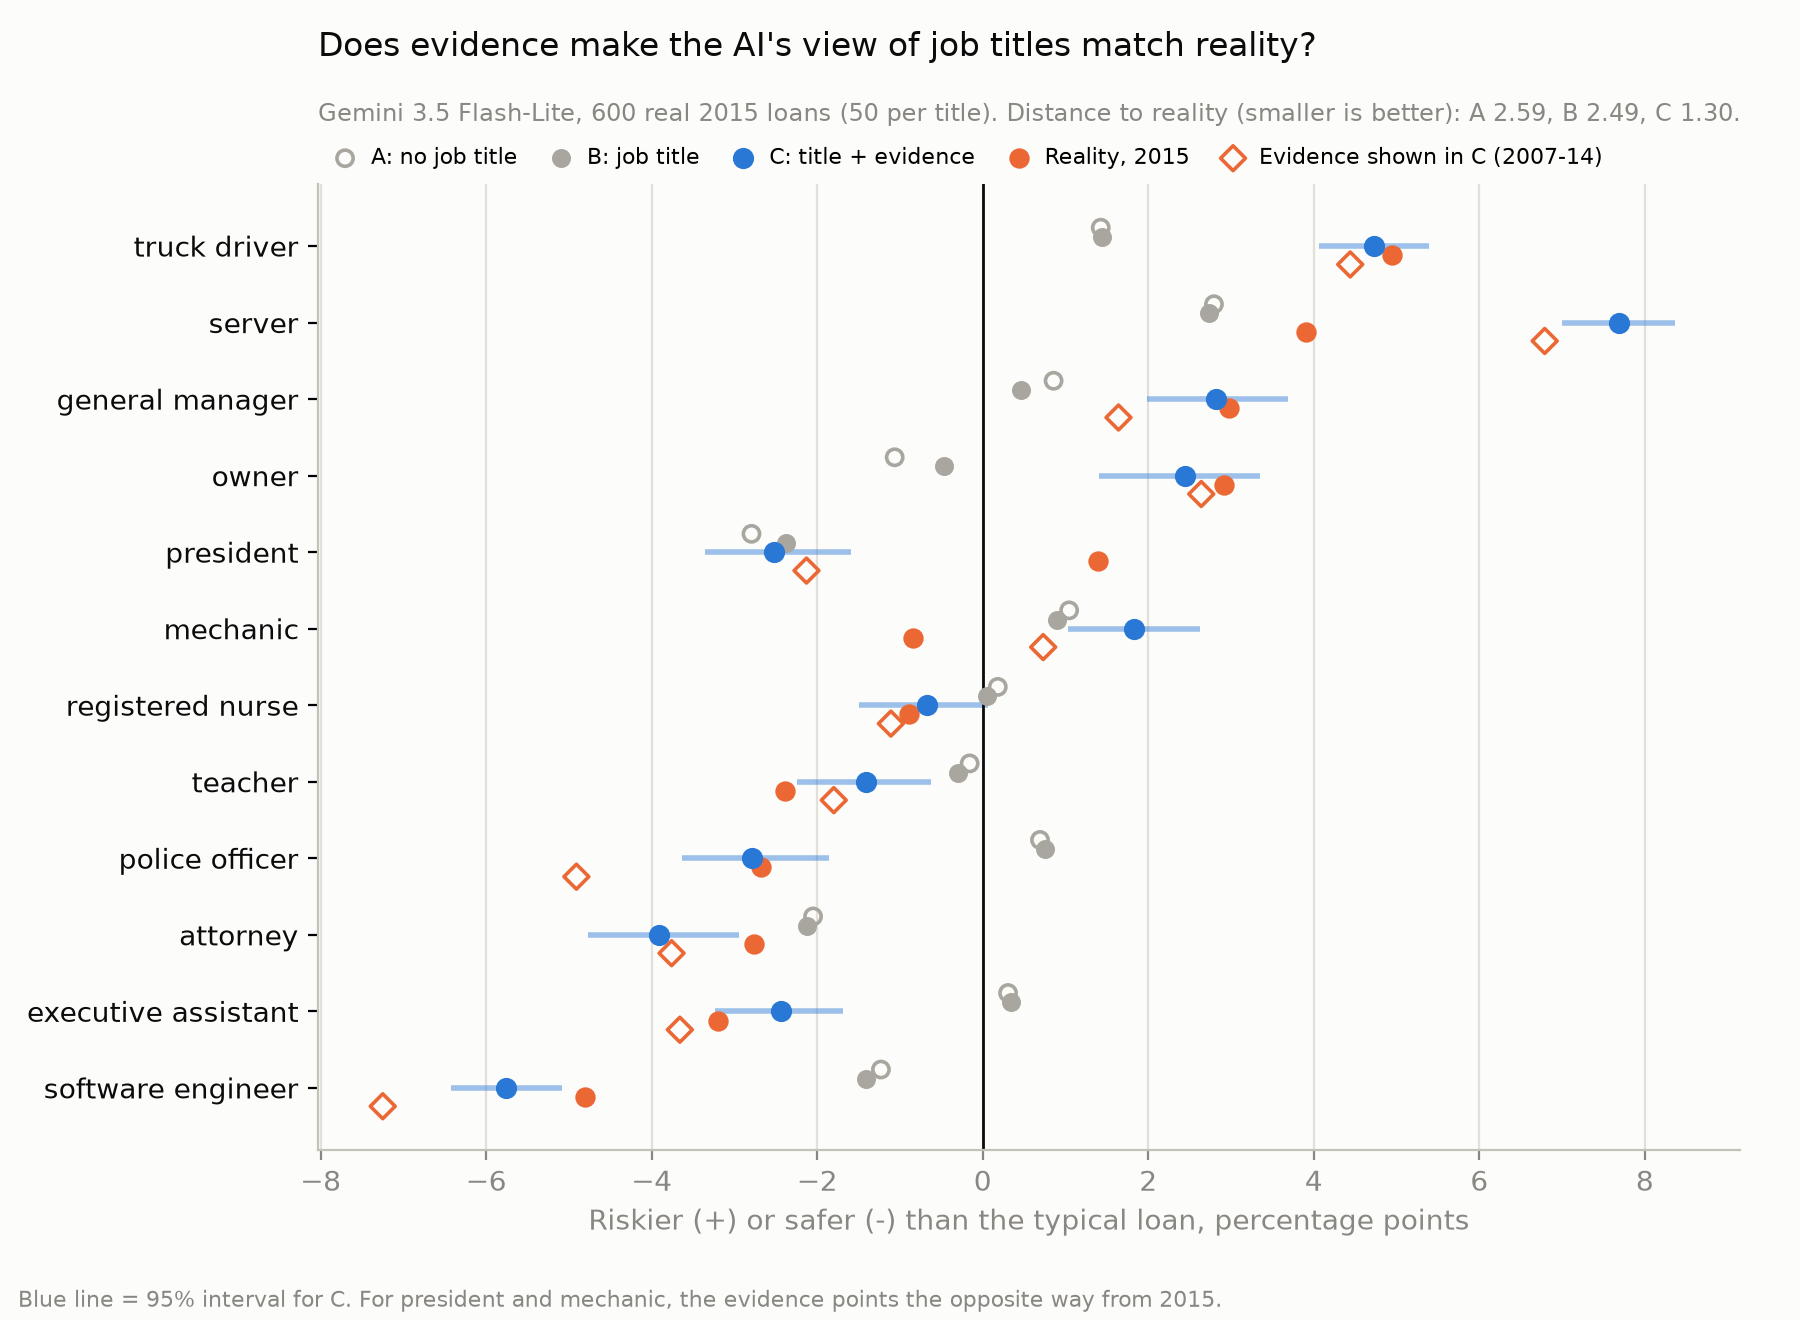 Does evidence make the AI's view of job titles match reality?
Gemini 3.5 Flash-Lite, 600 real 2015 loans (50 per title). Distance to reality (smaller is better): A 2.59, B 2.49, C 1.30.
A: no job title B: job title C: title + evidence Reality, 2015 Evidence shown in C (2007-14)
truck driver
server
general manager
owner
president
mechanic
registered nurse
teacher
police officer
attorney
executive assistant
software engineer
−8 −6 −4 −2 0 2 4 6 8
Riskier (+) or safer (-) than the typical loan, percentage points
Blue line = 95% interval for C. For president and mechanic, the evidence points the opposite way from 2015.